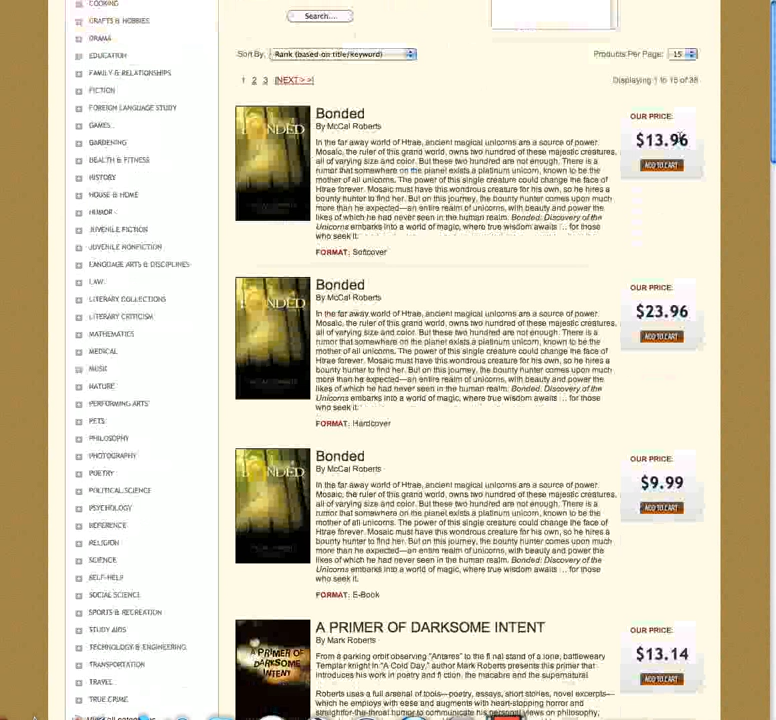 COOKING
CRAFTS & HOBBIES
DRAMA
EDUCATION
FAMILY & RELATIONSHIPS
FICTION
FOREIGN LANGUAGE STUDY
GAMES
GARDENING
HEALTH & FITNESS
HISTORY
HOUSE & HOME
HUMOR
JUVENILE FICTION
JUVENILE NONFICTION
LANGUAGE ARTS & DISCIPLINES
LAW
LITERARY COLLECTIONS
LITERARY CRITICISM
MATHEMATICS
MEDICAL
MUSIC
NATURE
PERFORMING ARTS
PETS
PHILOSOPHY
PHOTOGRAPHY
POETRY
POLITICAL SCIENCE
PSYCHOLOGY
REFERENCE
RELIGION
SCIENCE
SELF-HELP
SOCIAL SCIENCE
SPORTS & RECREATION
STUDY AIDS
TECHNOLOGY & ENGINEERING
TRANSPORTATION
TRAVEL
TRUE CRIME
Search....
Sort By: Rank (based on title/keyword)
Products Per Page: 15
1 2 3 [NEXT>>]
Displaying 1 to 15 of 38
BONDED
Bonded
By McCal Roberts
In the far away world of Htrae, ancient magical unicorns are a source of power.
Mosaic, the ruler of this grand world, owns two hundred of these majestic creatures,
all of varying size and color. But these two hundred are not enough. There is a
rumor that somewhere on the planet exists a platinum unicorn, known to be the
mother of all unicorns. The power of this single creature could change the face of
Htrae forever. Mosaic must have this wondrous creature for his own, so he hires a
bounty hunter to find her. But on this journey, the bounty hunter comes upon much
more than he expected—an entire realm of unicorns, with beauty and power the
likes of which he had never seen in the human realm. Bonded: Discovery of the
Unicorns embarks into a world of magic, where true wisdom awaits ... for those
who seek it.
FORMAT: Softcover
OUR PRICE:
$13.96
ADD TO CART
BONDED
Bonded
By McCal Roberts
In the far away world of Htrae, ancient magical unicorns are a source of power.
Mosaic, the ruler of this grand world, owns two hundred of these majestic creatures,
all of varying size and color. But these two hundred are not enough. There is a
rumor that somewhere on the planet exists a platinum unicorn, known to be the
mother of all unicorns. The power of this single creature could change the face of
Htrae forever. Mosaic must have this wondrous creature for his own, so he hires a
bounty hunter to find her. But on this journey, the bounty hunter comes upon much
more than he expected—an entire realm of unicorns, with beauty and power the
likes of which he had never seen in the human realm. Bonded: Discovery of the
Unicorns embarks into a world of magic, where true wisdom awaits ... for those
who seek it.
FORMAT: Hardcover
OUR PRICE:
$23.96
ADD TO CART
BONDED
Bonded
By McCal Roberts
In the far away world of Htrae, ancient magical unicorns are a source of power.
Mosaic, the ruler of this grand world, owns two hundred of these majestic creatures,
all of varying size and color. But these two hundred are not enough. There is a
rumor that somewhere on the planet exists a platinum unicorn, known to be the
mother of all unicorns. The power of this single creature could change the face of
Htrae forever. Mosaic must have this wondrous creature for his own, so he hires a
bounty hunter to find her. But on this journey, the bounty hunter comes upon much
more than he expected—an entire realm of unicorns, with beauty and power the
likes of which he had never seen in the human realm. Bonded: Discovery of the
Unicorns embarks into a world of magic, where true wisdom awaits ... for those
who seek it.
FORMAT: E-Book
OUR PRICE:
$9.99
ADD TO CART
A PRIMER OF
DARKSOME
INTENT
A PRIMER OF DARKSOME INTENT
By Mark Roberts
From a parking orbit observing "Antares" to the fi nal stand of a lone, battleweary
Templar knight in "A Cold Day," author Mark Roberts presents this primer that
introduces his work in poetry and fi ction, the macabre and the supernatural
Roberts uses a full arsenal of tools—poetry, essays, short stories, novel excerpts—
which he employs with ease and augments with heart-stopping horror and
straight-for-the-throat humor to communicate his personal views on philosophy,
OUR PRICE:
$13.14
ADD TO CART